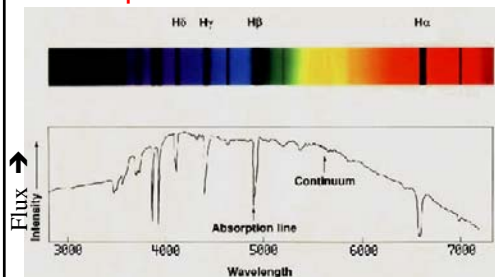 Hδ Hγ Hβ Hα
Flux →
Intensity →
Continuum
Absorption line
3000 4000 5000 6000 7000
Wavelength